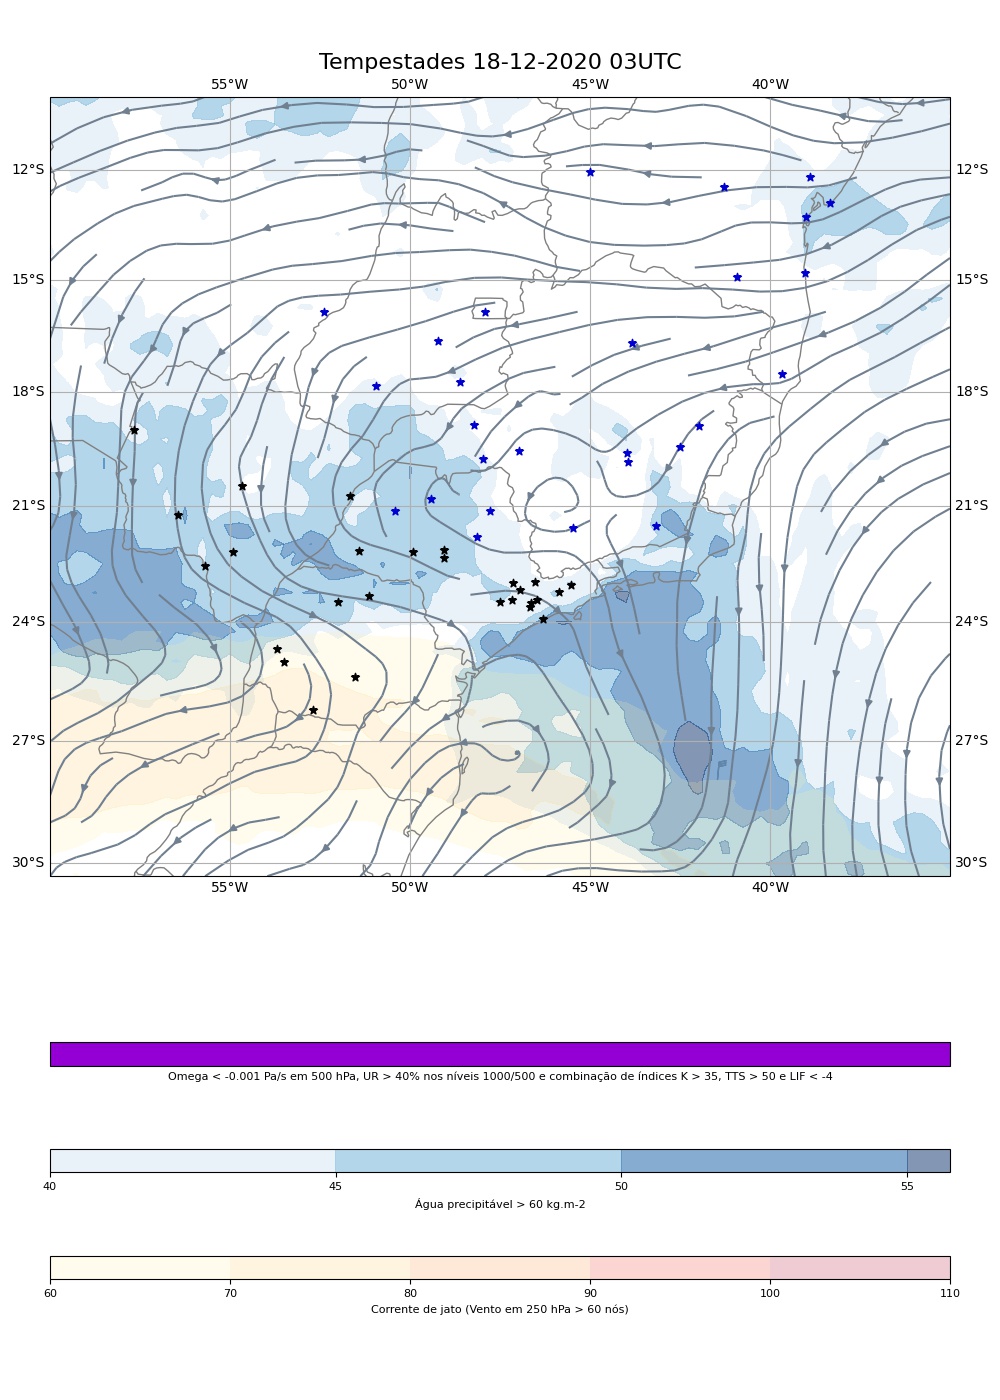 Tempestades 18-12-2020 03UTC
55°W 50°W 45°W 40°W
12°S 12°S
15°S 15°S
18°S 18°S
21°S 21°S
24°S 24°S
27°S 27°S
30°S 30°S
55°W 50°W 45°W 40°W
Omega < -0.001 Pa/s em 500 hPa, UR > 40% nos níveis 1000/500 e combinação de índices K > 35, TTS > 50 e LIF < -4
40 45 50 55
Água precipitável > 60 kg.m-2
60 70 80 90 100 110
Corrente de jato (Vento em 250 hPa > 60 nós)